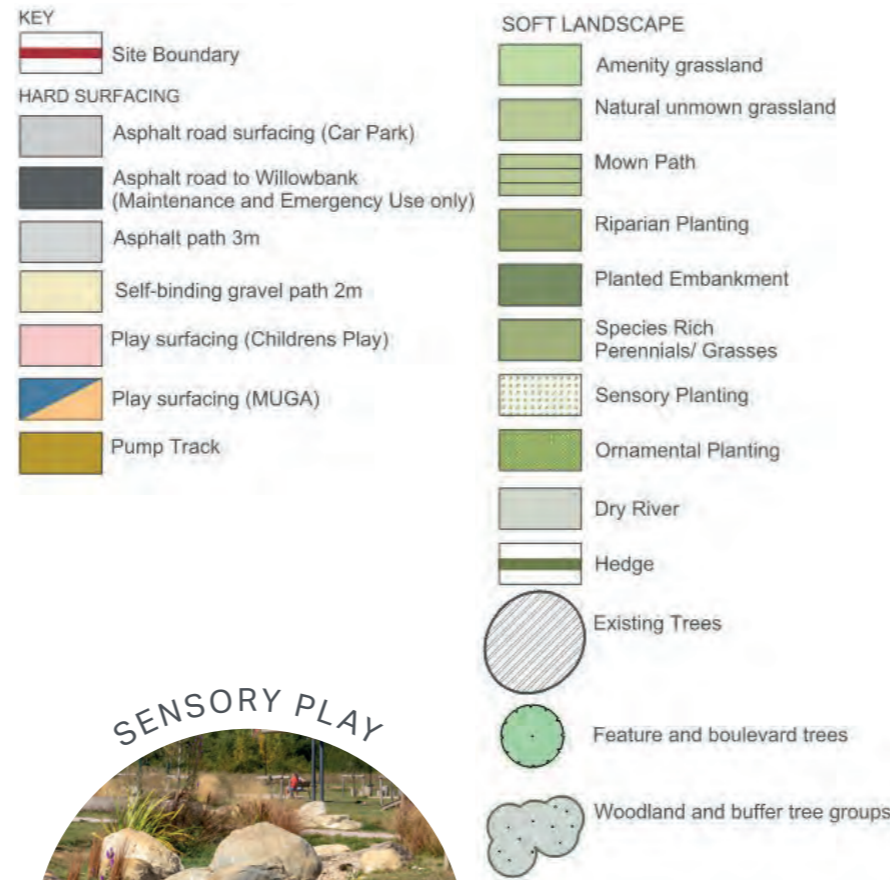 KEY
Site Boundary
HARD SURFACING
Asphalt road surfacing (Car Park)
Asphalt road to Willowbank
(Maintenance and Emergency Use only)
Asphalt path 3m
Self-binding gravel path 2m
Play surfacing (Childrens Play)
Play surfacing (MUGA)
Pump Track
SOFT LANDSCAPE
Amenity grassland
Natural unmown grassland
Mown Path
Riparian Planting
Planted Embankment
Species Rich
Perennials/ Grasses
Sensory Planting
Ornamental Planting
Dry River
Hedge
Existing Trees
Feature and boulevard trees
Woodland and buffer tree groups
SENSORY PLAY